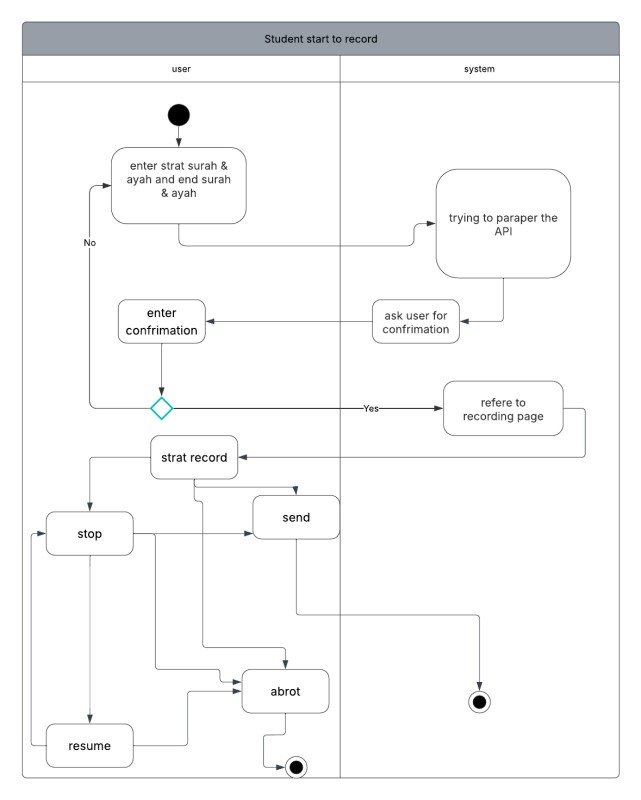 Student start to record
user
system
enter strat surah &
ayah and end surah
& ayah
trying to paraper the
API
No
enter
confrimation
ask user for
confrimation
Yes
refere to
recording page
strat record
send
stop
abrot
resume